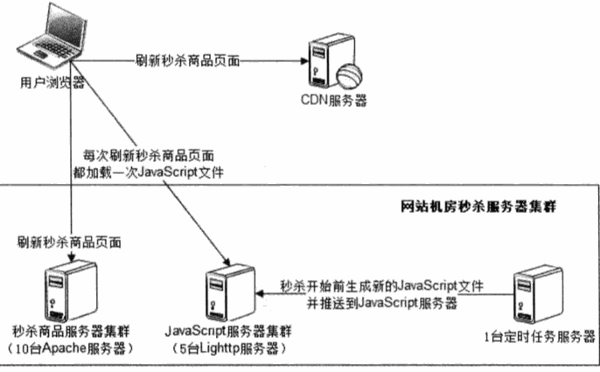 刷新秒杀商品页面
用户浏览器
CDN服务器
每次刷新秒杀商品页面
都加载一次JavaScript文件
网站机房秒杀服务器集群
刷新秒杀商品页面
秒杀开始前生成新的JavaScript文件
并推送到JavaScript服务器
秒杀商品服务器集群
（10台Apache服务器）
JavaScript服务器集群
（5台Lighttp服务器）
1台定时任务服务器